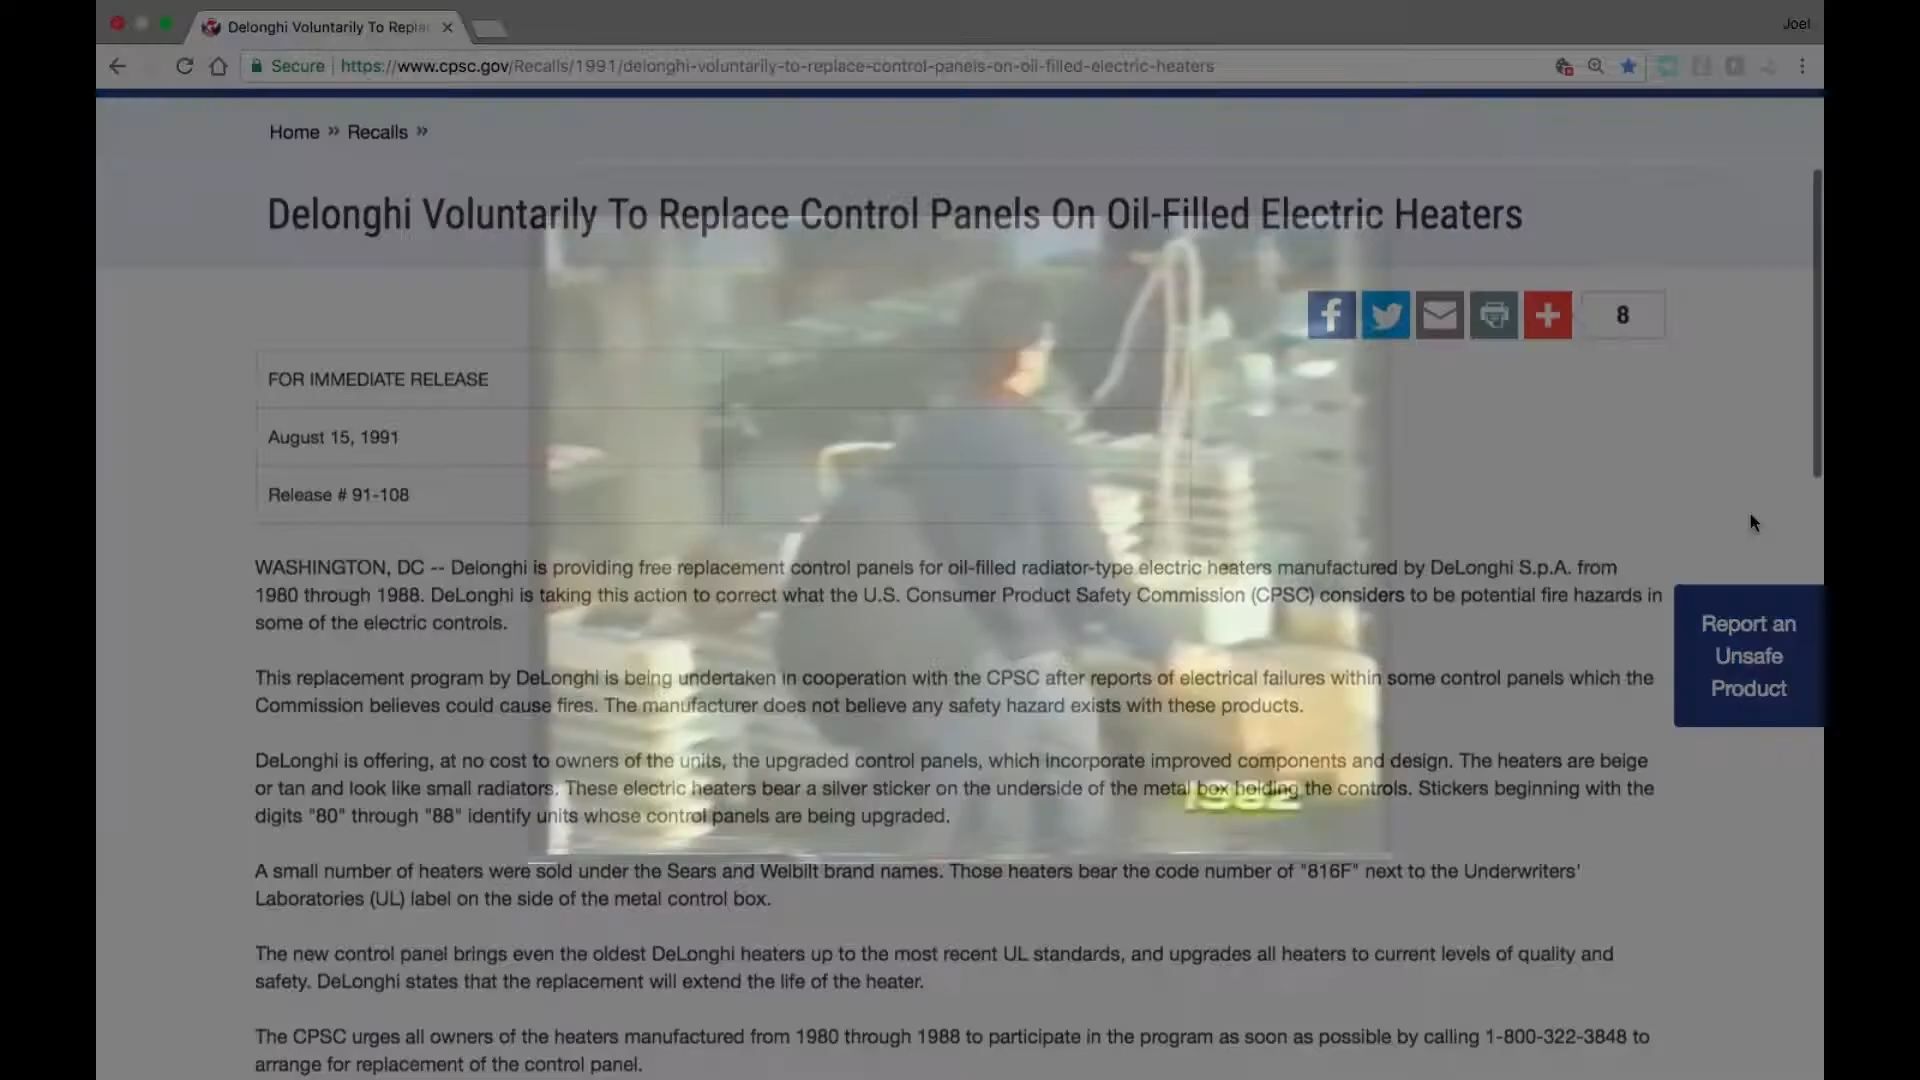 Delonghi Voluntarily To Repla
Joel
Secure https://www.cpsc.gov/Recalls/1991/delonghi-voluntarily-to-replace-control-panels-on-oil-filled-electric-heaters
Home » Recalls »
Delonghi Voluntarily To Replace Control Panels On Oil-Filled Electric Heaters
8
FOR IMMEDIATE RELEASE
August 15, 1991
Release # 91-108
WASHINGTON, DC -- Delonghi is providing free replacement control panels for oil-filled radiator-type electric heaters manufactured by DeLonghi S.p.A. from
1980 through 1988. DeLonghi is taking this action to correct what the U.S. Consumer Product Safety Commission (CPSC) considers to be potential fire hazards in
some of the electric controls.
Report an
Unsafe
Product
This replacement program by DeLonghi is being undertaken in cooperation with the CPSC after reports of electrical failures within some control panels which the
Commission believes could cause fires. The manufacturer does not believe any safety hazard exists with these products.
DeLonghi is offering, at no cost to owners of the units, the upgraded control panels, which incorporate improved components and design. The heaters are beige
or tan and look like small radiators. These electric heaters bear a silver sticker on the underside of the metal box holding the controls. Stickers beginning with the
digits "80" through "88" identify units whose control panels are being upgraded.
1982
A small number of heaters were sold under the Sears and Welbilt brand names. Those heaters bear the code number of "816F" next to the Underwriters'
Laboratories (UL) label on the side of the metal control box.
The new control panel brings even the oldest DeLonghi heaters up to the most recent UL standards, and upgrades all heaters to current levels of quality and
safety. DeLonghi states that the replacement will extend the life of the heater.
The CPSC urges all owners of the heaters manufactured from 1980 through 1988 to participate in the program as soon as possible by calling 1-800-322-3848 to
arrange for replacement of the control panel.